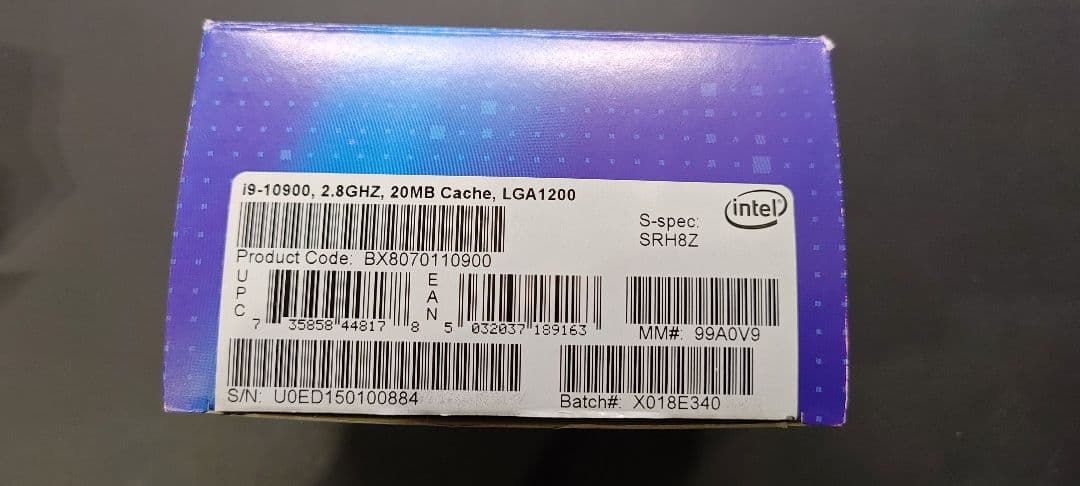 i9-10900, 2.8GHZ, 20MB Cache, LGA1200
intel
S-spec:
SRH8Z
Product Code: BX8070110900
UPC
7 35858 44817 8
EAN
5 032037 189163
MM#: 99A0V9
S/N: U0ED150100884
Batch#: X018E340